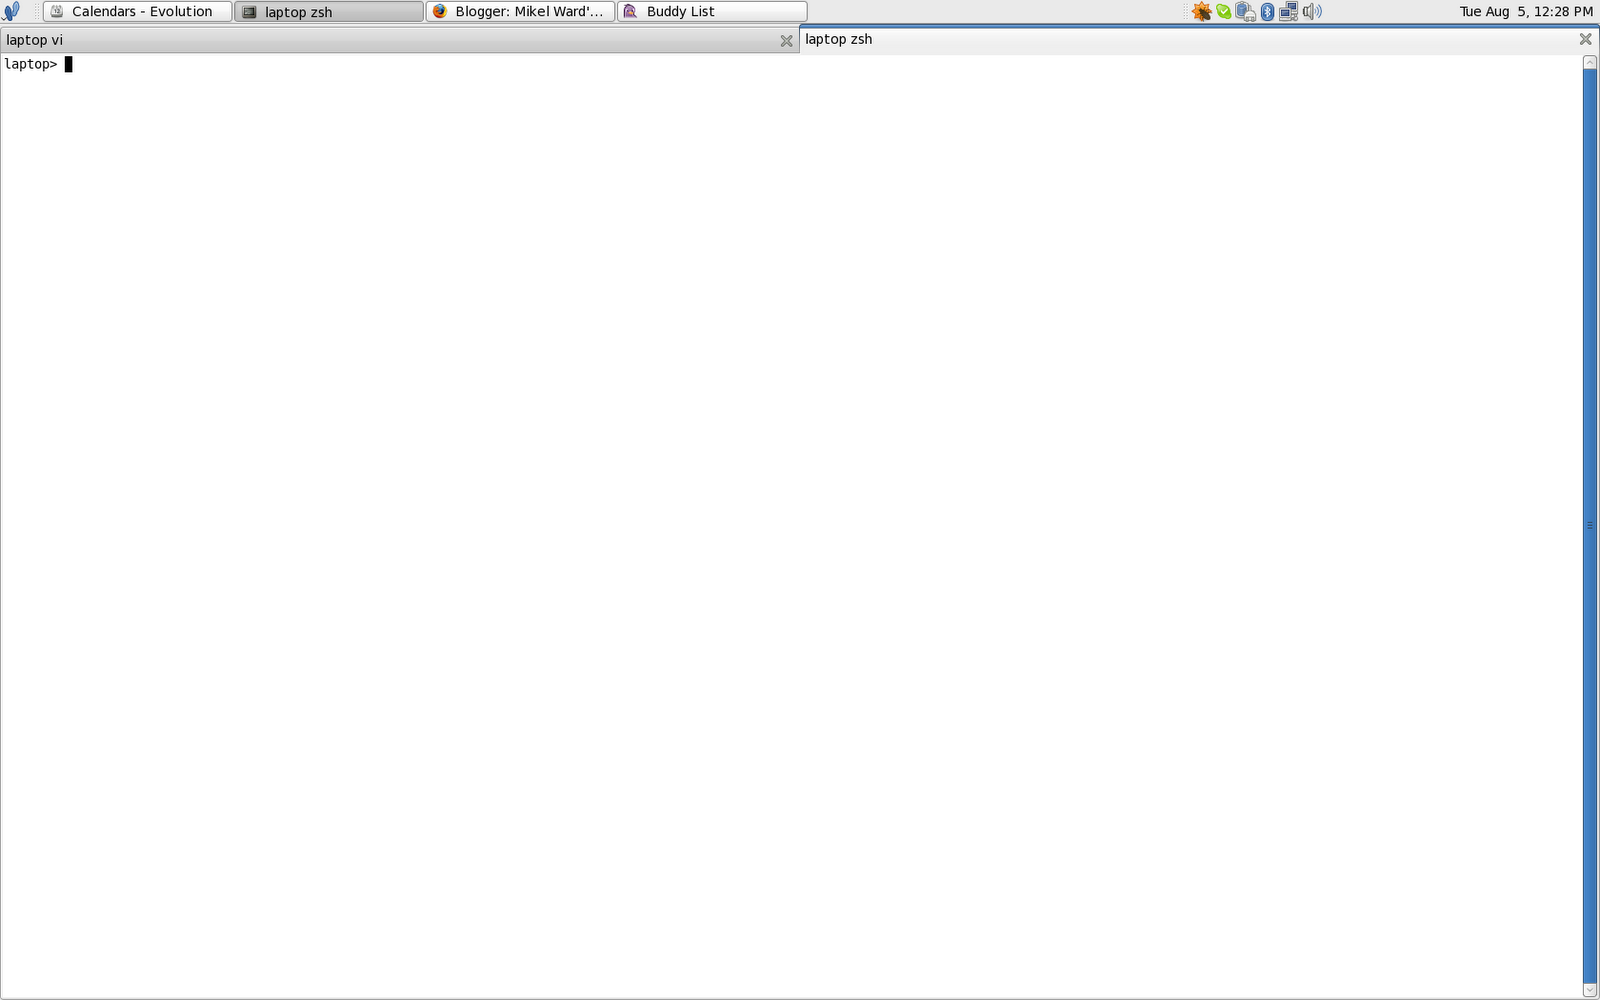 Calendars - Evolution laptop zsh Blogger: Mikel Ward'... Buddy List Tue Aug 5, 12:28 PM
laptop vi laptop zsh
laptop>